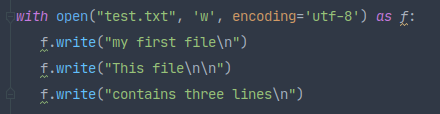 with open("test.txt", 'w', encoding='utf-8') as f:
    f.write("my first file\n")
    f.write("This file\n\n")
    f.write("contains three lines\n")